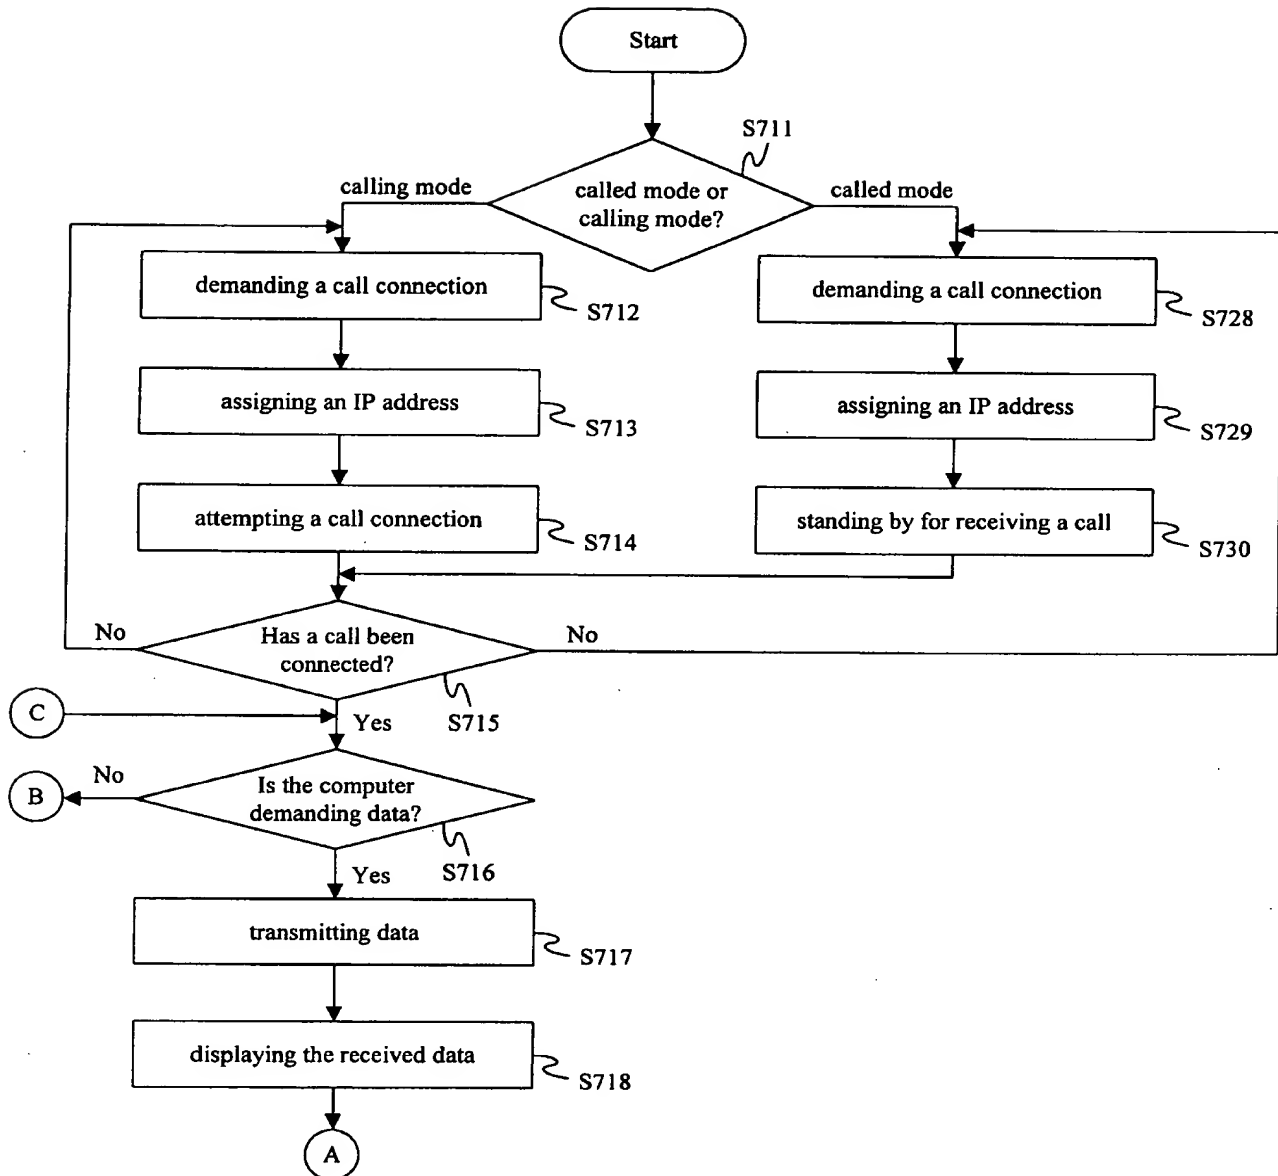 Start
S711
called mode or
calling mode?
calling mode
called mode
demanding a call connection
S712
demanding a call connection
S728
assigning an IP address
S713
assigning an IP address
S729
attempting a call connection
S714
standing by for receiving a call
S730
Has a call been
connected?
No
No
S715
C
Yes
Is the computer
demanding data?
No
B
S716
Yes
transmitting data
S717
displaying the received data
S718
A